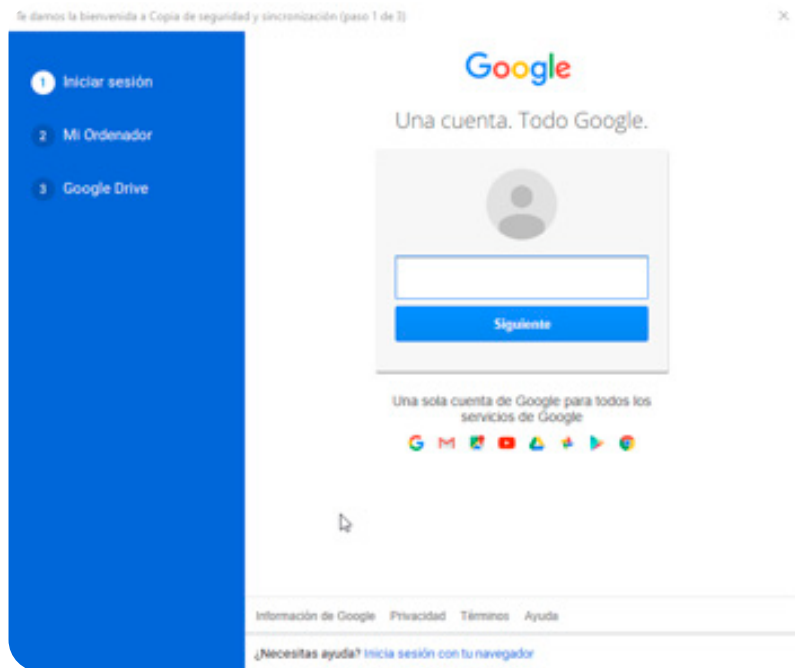 Te damos la bienvenida a Copia de seguridad y sincronización (paso 1 de 3)
1 Iniciar sesión
2 Mi Ordenador
3 Google Drive
Google
Una cuenta. Todo Google.
Siguiente
Una sola cuenta de Google para todos los
servicios de Google
Información de Google Privacidad Términos Ayuda
¿Necesitas ayuda? Inicia sesión con tu navegador